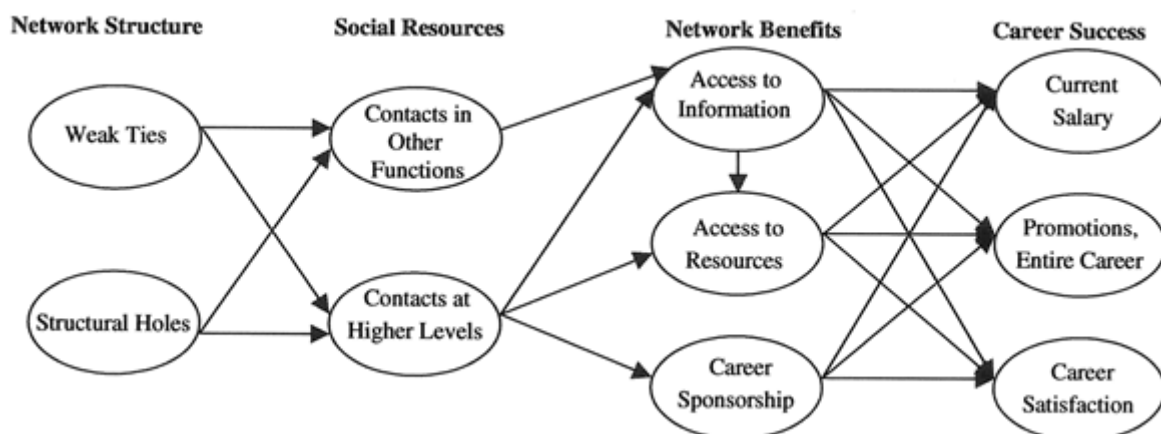 Network Structure
Social Resources
Network Benefits
Career Success
Weak Ties
Structural Holes
Contacts in
Other
Functions
Contacts at
Higher Levels
Access to
Information
Access to
Resources
Career
Sponsorship
Current
Salary
Promotions,
Entire Career
Career
Satisfaction